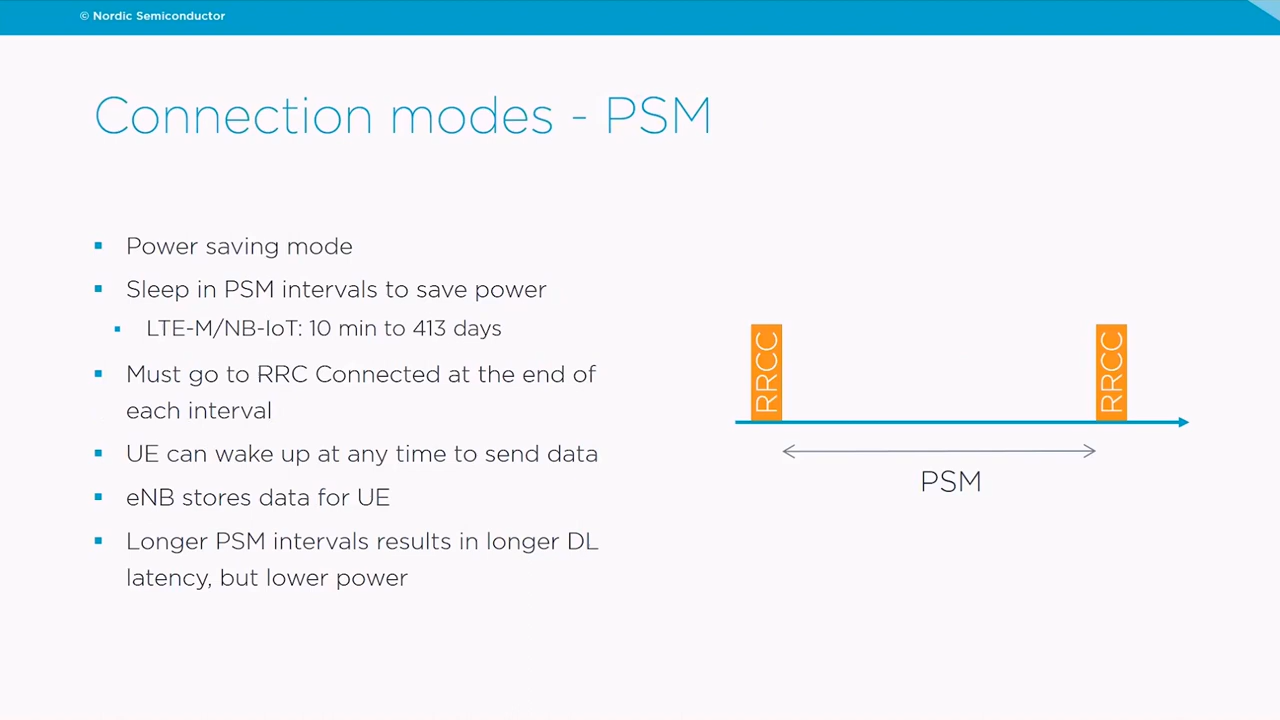 © Nordic Semiconductor
Connection modes - PSM
Power saving mode
Sleep in PSM intervals to save power
LTE-M/NB-IoT: 10 min to 413 days
Must go to RRC Connected at the end of
each interval
UE can wake up at any time to send data
eNB stores data for UE
Longer PSM intervals results in longer DL
latency, but lower power
RRCC
RRCC
PSM